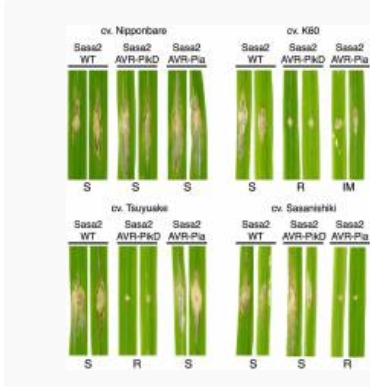 cv. Nipponbare
Sasa2 WT
Sasa2 AVR-PikD
Sasa2 AVR-Pia
S
S
S
cv. K60
Sasa2 WT
Sasa2 AVR-PikD
Sasa2 AVR-Pia
S
R
IM
cv. Tsuyuake
Sasa2 WT
Sasa2 AVR-PikD
Sasa2 AVR-Pia
S
R
S
cv. Sasanishiki
Sasa2 WT
Sasa2 AVR-PikD
Sasa2 AVR-Pia
S
S
R